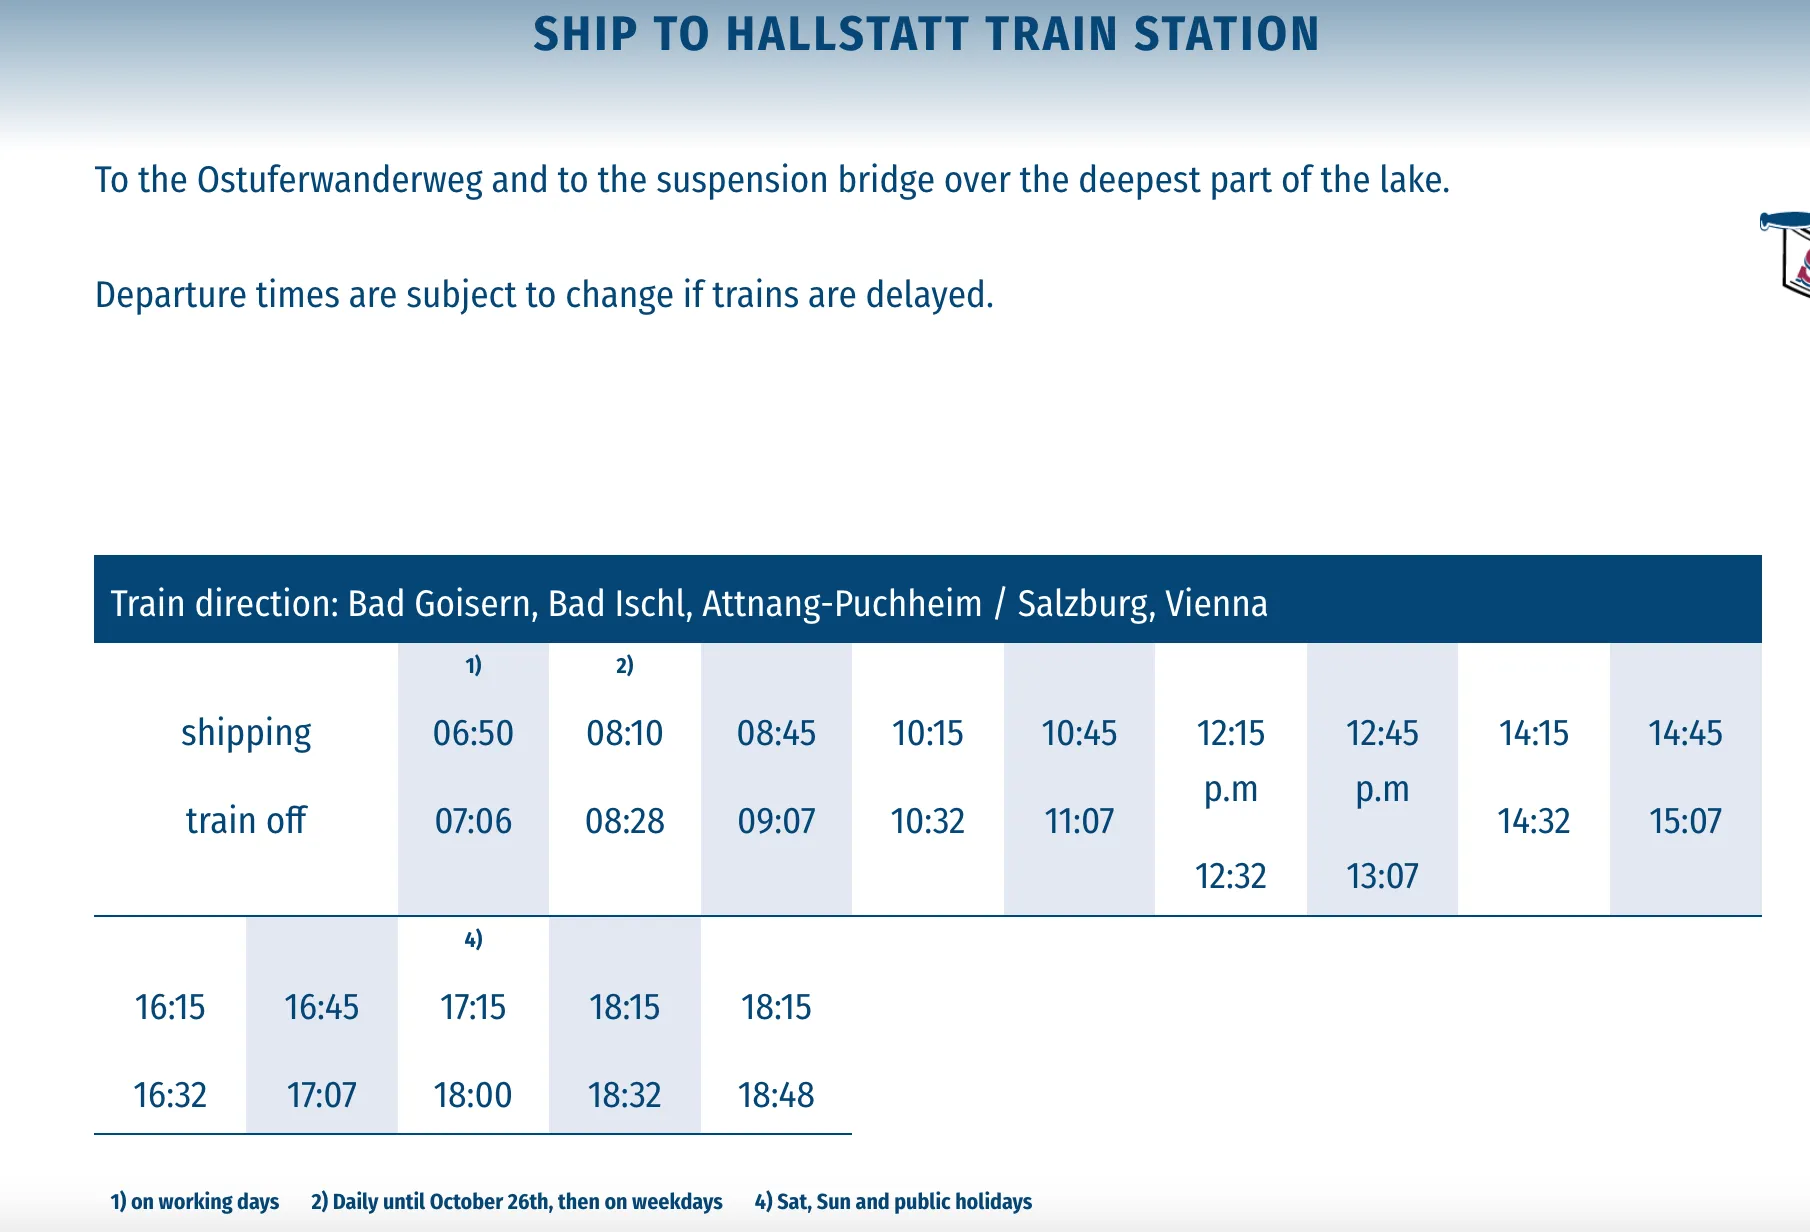 SHIP TO HALLSTATT TRAIN STATION
To the Ostuferwanderweg and to the suspension bridge over the deepest part of the lake.
Departure times are subject to change if trains are delayed.
Train direction: Bad Goisern, Bad Ischl, Attnang-Puchheim / Salzburg, Vienna
1) 2)
shipping 06:50 08:10 08:45 10:15 10:45 12:15 12:45 14:15 14:45
p.m p.m
train off 07:06 08:28 09:07 10:32 11:07 14:32 15:07
12:32 13:07
4)
16:15 16:45 17:15 18:15 18:15
16:32 17:07 18:00 18:32 18:48
1) on working days 2) Daily until October 26th, then on weekdays 4) Sat, Sun and public holidays